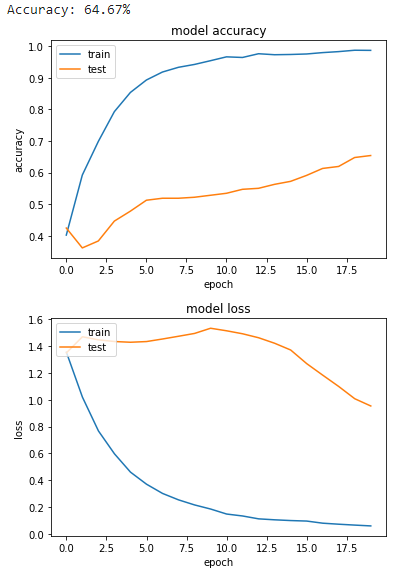 Accuracy: 64.67%
model accuracy
train
test
1.0
0.9
0.8
0.7
0.6
0.5
0.4
accuracy
0.0 2.5 5.0 7.5 10.0 12.5 15.0 17.5
epoch
model loss
train
test
1.6
1.4
1.2
1.0
0.8
0.6
0.4
0.2
0.0
loss
0.0 2.5 5.0 7.5 10.0 12.5 15.0 17.5
epoch